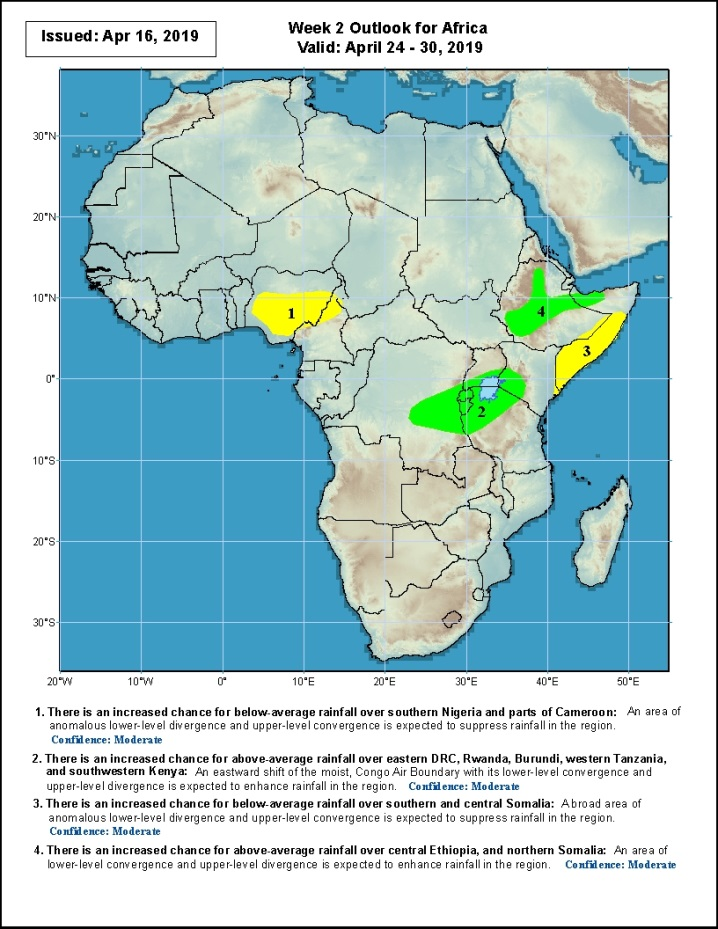 Issued: Apr 16, 2019
Week 2 Outlook for Africa
Valid: April 24 - 30, 2019
30°N
20°N
10°N
0°
10°S
20°S
30°S
1
4
3
2
20°W 10°W 0° 10°E 20°E 30°E 40°E 50°E
1. There is an increased chance for below-average rainfall over southern Nigeria and parts of Cameroon: An area of
anomalous lower-level divergence and upper-level convergence is expected to suppress rainfall in the region.
Confidence: Moderate
2. There is an increased chance for above-average rainfall over eastern DRC, Rwanda, Burundi, western Tanzania,
and southwestern Kenya: An eastward shift of the moist, Congo Air Boundary with its lower-level convergence and
upper-level divergence is expected to enhance rainfall in the region. Confidence: Moderate
3. There is an increased chance for below-average rainfall over southern and central Somalia: A broad area of
anomalous lower-level divergence and upper-level convergence is expected to suppress rainfall in the region.
Confidence: Moderate
4. There is an increased chance for above-average rainfall over central Ethiopia, and northern Somalia: An area of
lower-level convergence and upper-level divergence is expected to enhance rainfall in the region. Confidence: Moderate